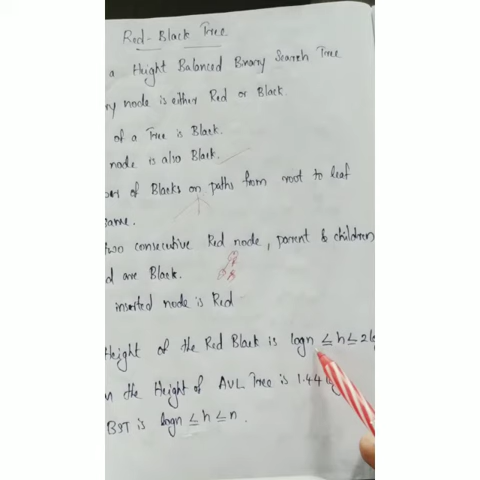 Red-Black Tree
a Height Balanced Binary Search Tree
ry node is either Red or Black
of a Tree is Black.
node is also Black.
ber of Blacks on paths from root to leaf
same.
two consecutive Red node, parent & children
d are Black.
inserted node is Red
Height of the Red Black is logn ≤ h ≤ 2l
n the Height of AVL Tree is 1.44 l
BST is logn ≤ h ≤ n.